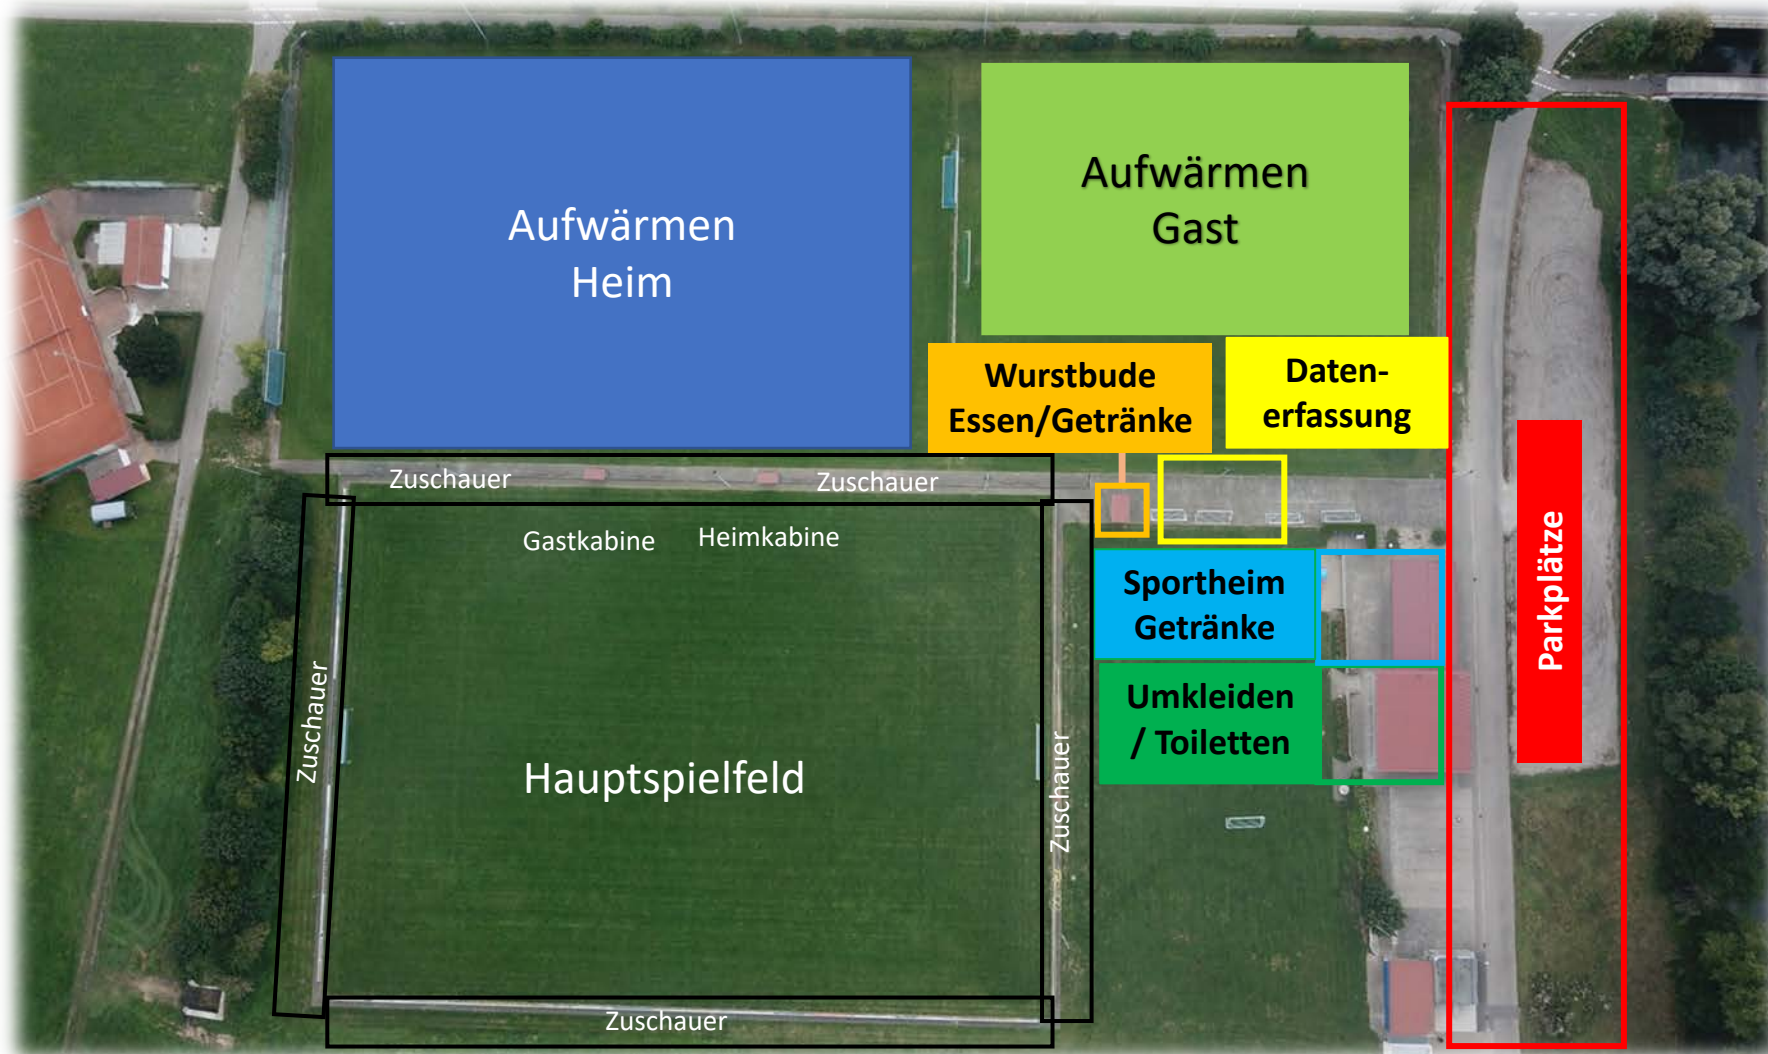 Aufwärmen
Heim
Aufwärmen
Gast
Wurstbude
Essen/Getränke
Daten-
erfassung
Zuschauer
Zuschauer
Gastkabine
Heimkabine
Sportheim
Getränke
Umkleiden
/ Toiletten
Parkplätze
Zuschauer
Hauptspielfeld
Zuschauer
Zuschauer